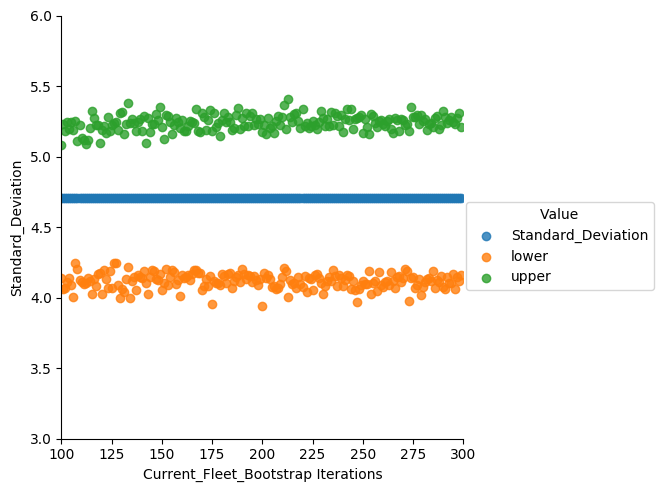 6.0
5.5
5.0
4.5
4.0
3.5
3.0
Standard_Deviation
100 125 150 175 200 225 250 275 300
Current_Fleet_Bootstrap Iterations
Value
Standard_Deviation
lower
upper